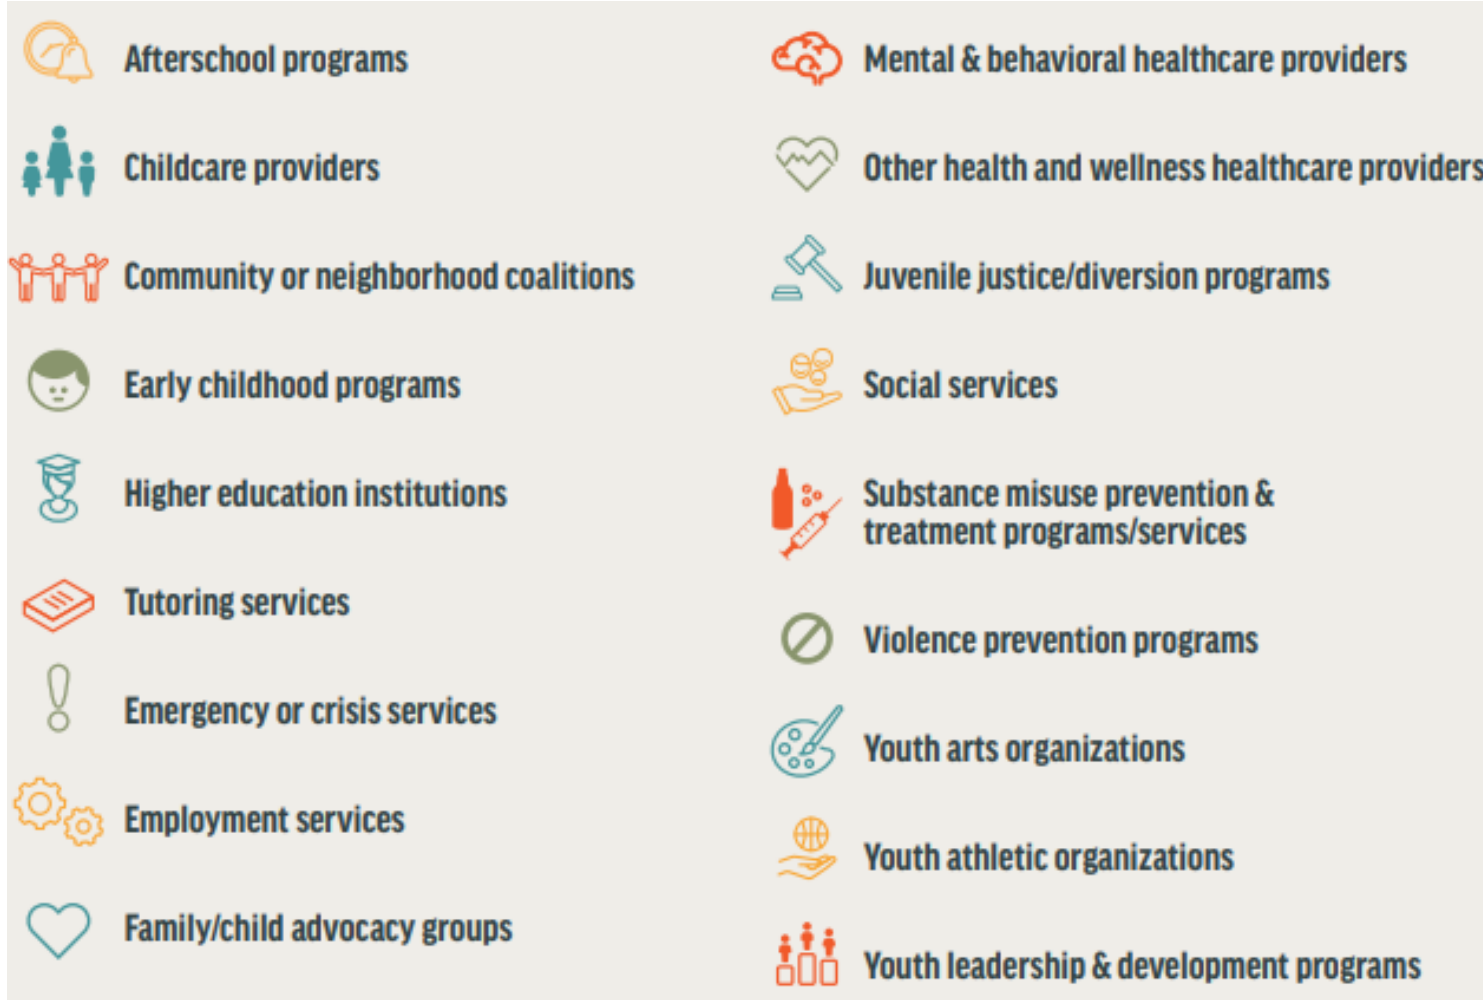 Afterschool programs
Childcare providers
Community or neighborhood coalitions
Early childhood programs
Higher education institutions
Tutoring services
Emergency or crisis services
Employment services
Family/child advocacy groups
Mental & behavioral healthcare providers
Other health and wellness healthcare providers
Juvenile justice/diversion programs
Social services
Substance misuse prevention &
treatment programs/services
Violence prevention programs
Youth arts organizations
Youth athletic organizations
Youth leadership & development programs